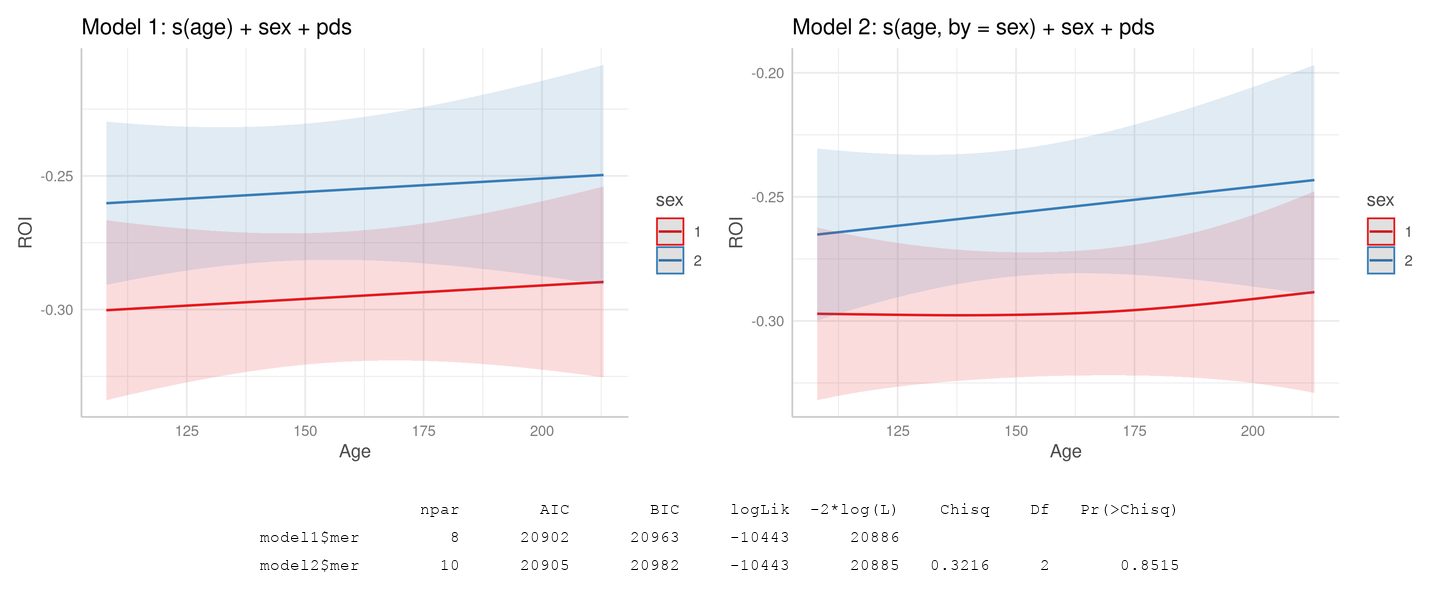 Model 1: s(age) + sex + pds
-0.25
-0.30
ROI
125 150 175 200
Age
sex
1
2
Model 2: s(age, by = sex) + sex + pds
-0.20
-0.25
-0.30
ROI
125 150 175 200
Age
sex
1
2
npar AIC BIC logLik -2*log(L) Chisq Df Pr(>Chisq)
model1$mer 8 20902 20963 -10443 20886
model2$mer 10 20905 20982 -10443 20885 0.3216 2 0.8515